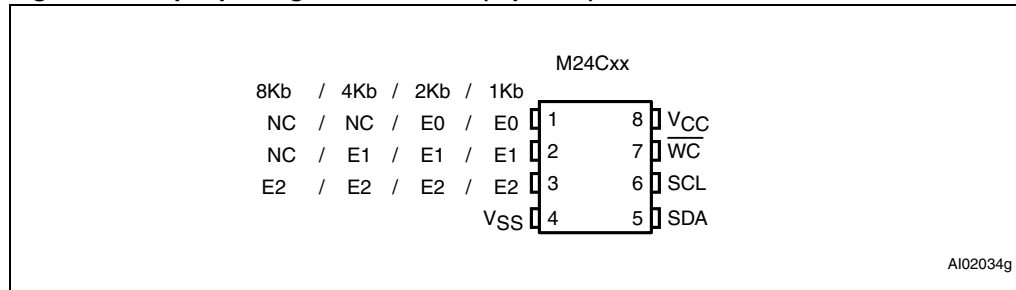 M24Cxx
8Kb / 4Kb / 2Kb / 1Kb
NC / NC / E0 / E0 1 8 VCC
NC / E1 / E1 / E1 2 7 WC
E2 / E2 / E2 / E2 3 6 SCL
VSS 4 5 SDA
AI02034g